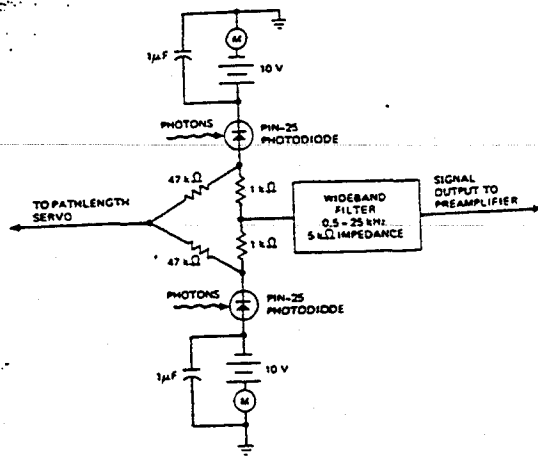 M
1μF
10 V
PHOTONS
PIN-25
PHOTODIODE
47 kΩ
1 kΩ
TO PATHLENGTH
SERVO
WIDEBAND
FILTER
0.5-25 kHz
5 kΩ IMPEDANCE
SIGNAL
OUTPUT TO
PREAMPLIFIER
47 kΩ
1 kΩ
PHOTONS
PIN-25
PHOTODIODE
1μF
10 V
M